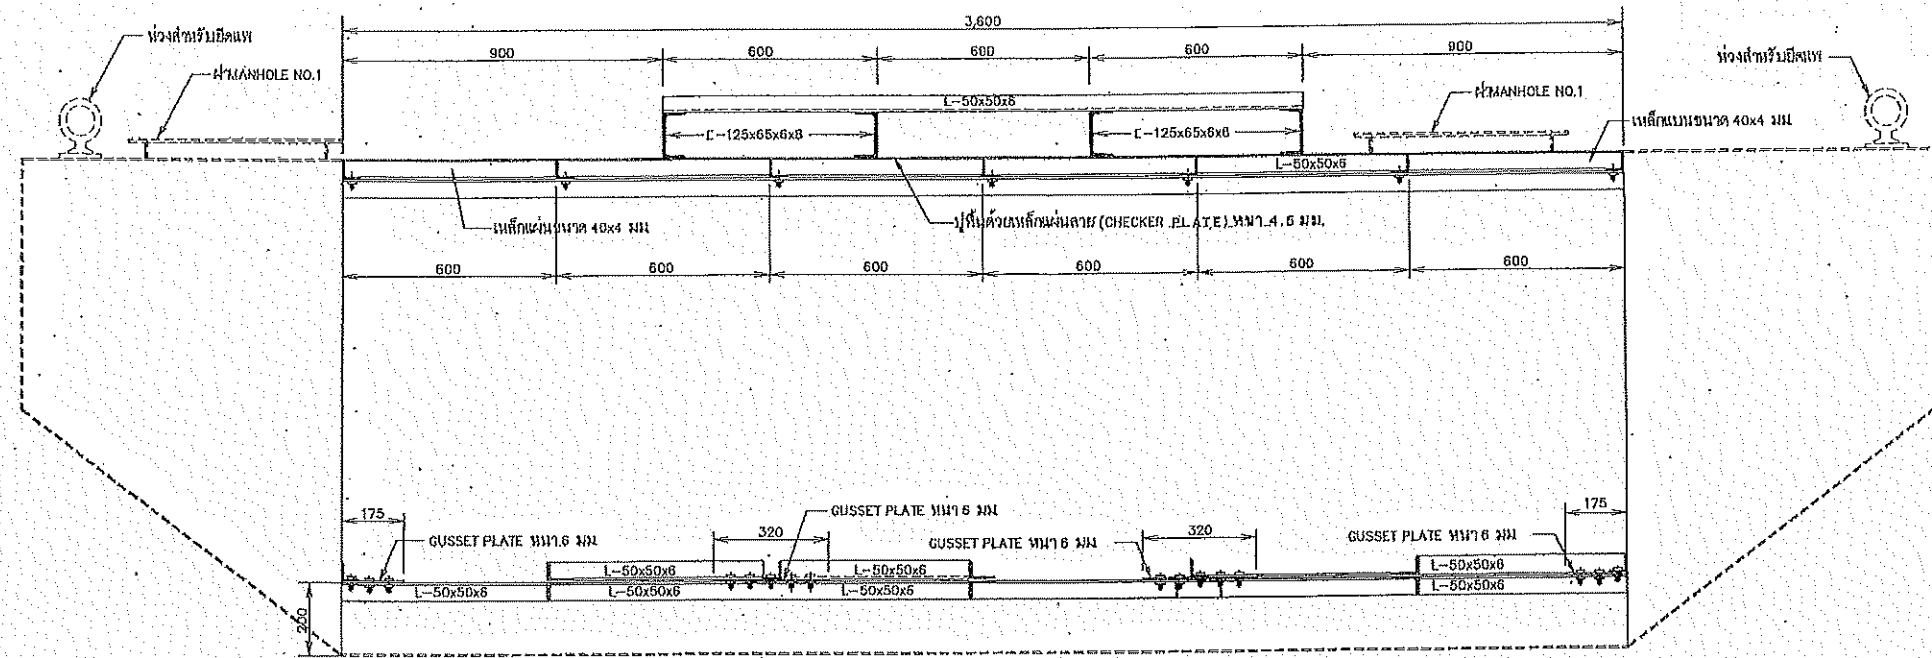 3,600
ห่วงสำหรับยึดแพ
900
600
600
600
900
ห่วงสำหรับยึดแพ
ฝาMANHOLE NO.1
ฝาMANHOLE NO.1
L-50x50x6
เหล็กแบนขนาด 40x4 มม
C-125x65x6x8
C-125x65x6x8
L-50x50x6
เหล็กแผ่นขนาด 40x4 มม
ปูพื้นด้วยเหล็กแผ่นลาย (CHECKER PLATE) หนา 4.5 มม.
600
600
600
600
600
600
175
GUSSET PLATE หนา 6 มม
320
GUSSET PLATE หนา 6 มม
GUSSET PLATE หนา 6 มม
320
GUSSET PLATE หนา 6 มม
175
L-50x50x6
L-50x50x6
L-50x50x6
L-50x50x6
L-50x50x6
L-50x50x6
L-50x50x6
200